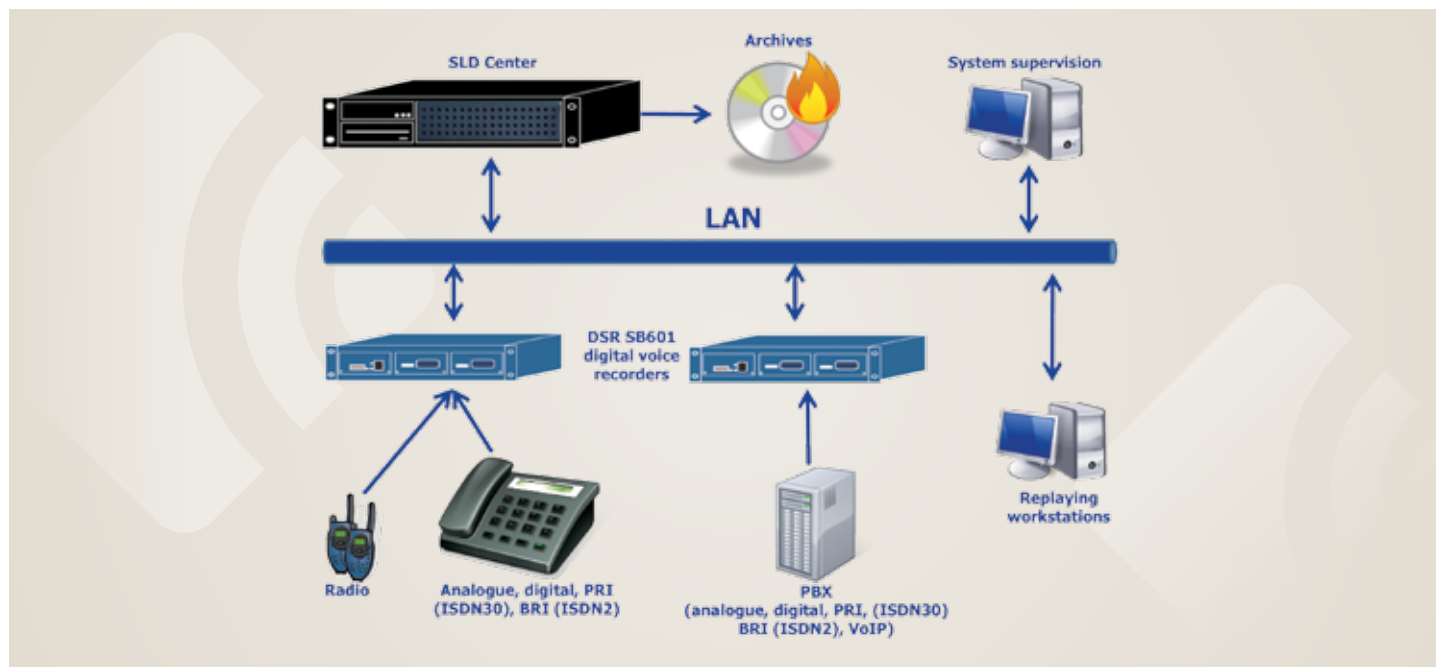 Archives
SLD Center
System supervision
LAN
DSR SB601
digital voice
recorders
Replaying
workstations
Radio
Analogue, digital, PRI
(ISDN30), BRI (ISDN2)
PBX
(analogue, digital, PRI, (ISDN30)
BRI (ISDN2), VoIP)